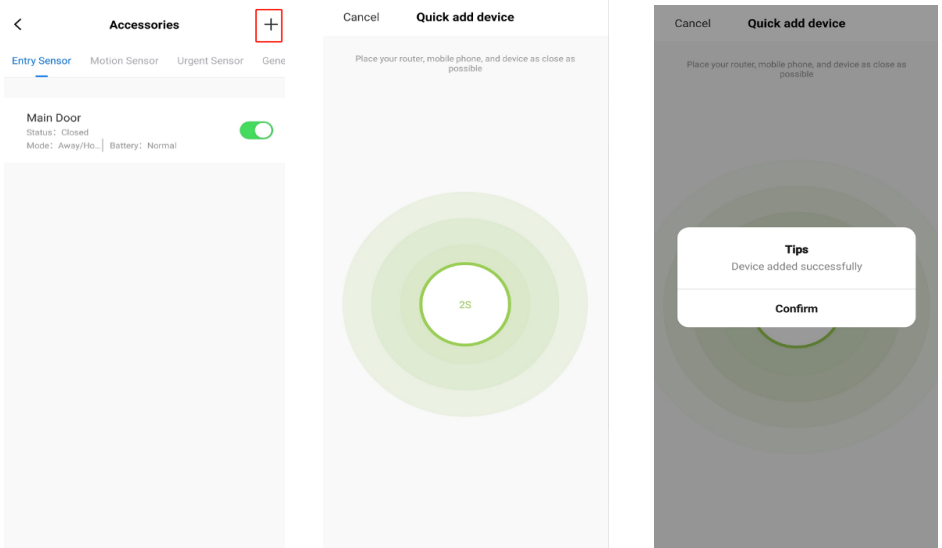 Accessories
Entry Sensor Motion Sensor Urgent Sensor Gene
Main Door
Status: Closed
Mode: Away/Ho... Battery: Normal
Cancel Quick add device
Place your router, mobile phone, and device as close as
possible
2S
Cancel Quick add device
Place your router, mobile phone, and device as close as
possible
Tips
Device added successfully
Confirm